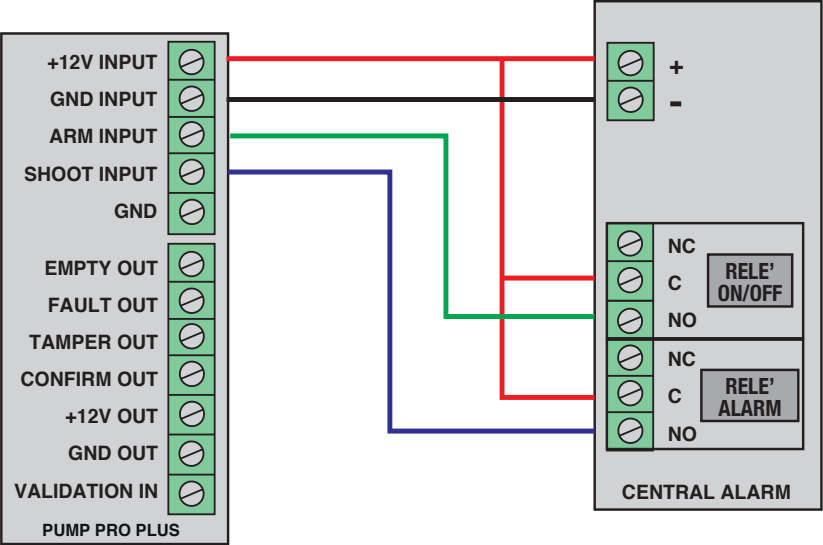 +12V INPUT
GND INPUT
ARM INPUT
SHOOT INPUT
GND
EMPTY OUT
FAULT OUT
TAMPER OUT
CONFIRM OUT
+12V OUT
GND OUT
VALIDATION IN
PUMP PRO PLUS
+
-
NC
C
NO
RELE'
ON/OFF
NC
C
NO
RELE'
ALARM
CENTRAL ALARM